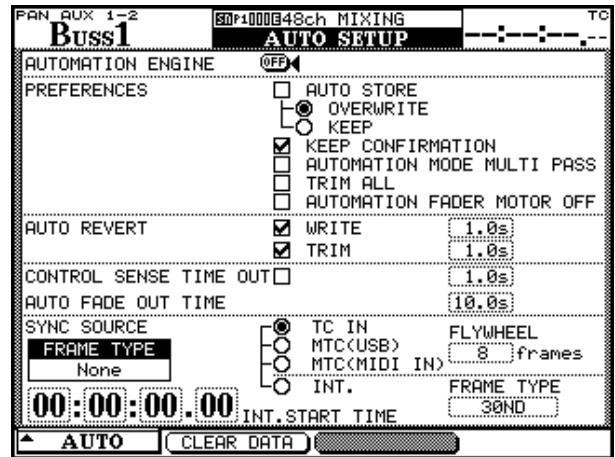 PAN AUX 1-2 48ch MIXING TC
Buss1 AUTO SETUP --:--:--.--
AUTOMATION ENGINE OFF
PREFERENCES AUTO STORE
OVERWRITE
KEEP
KEEP CONFIRMATION
AUTOMATION MODE MULTI PASS
TRIM ALL
AUTOMATION FADER MOTOR OFF
AUTO REVERT WRITE 1.0s
TRIM 1.0s
CONTROL SENSE TIME OUT 1.0s
AUTO FADE OUT TIME 10.0s
SYNC SOURCE TC IN FLYWHEEL
FRAME TYPE MTC(USB) 8 frames
None MTC(MIDI IN)
INT. FRAME TYPE
00:00:00.00 INT.START TIME 30ND
AUTO CLEAR DATA